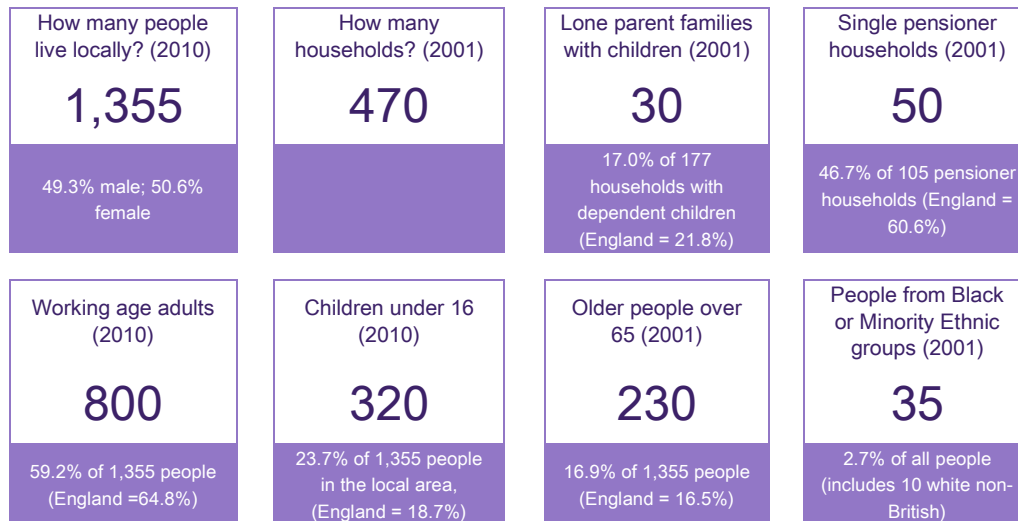 How many people
live locally? (2010)
1,355
49.3% male; 50.6%
female
How many
households? (2001)
470
Lone parent families
with children (2001)
30
17.0% of 177
households with
dependent children
(England = 21.8%)
Single pensioner
households (2001)
50
46.7% of 105 pensioner
households (England =
60.6%)
Working age adults
(2010)
800
59.2% of 1,355 people
(England =64.8%)
Children under 16
(2010)
320
23.7% of 1,355 people
in the local area,
(England = 18.7%)
Older people over
65 (2001)
230
16.9% of 1,355 people
(England = 16.5%)
People from Black
or Minority Ethnic
groups (2001)
35
2.7% of all people
(includes 10 white non-
British)